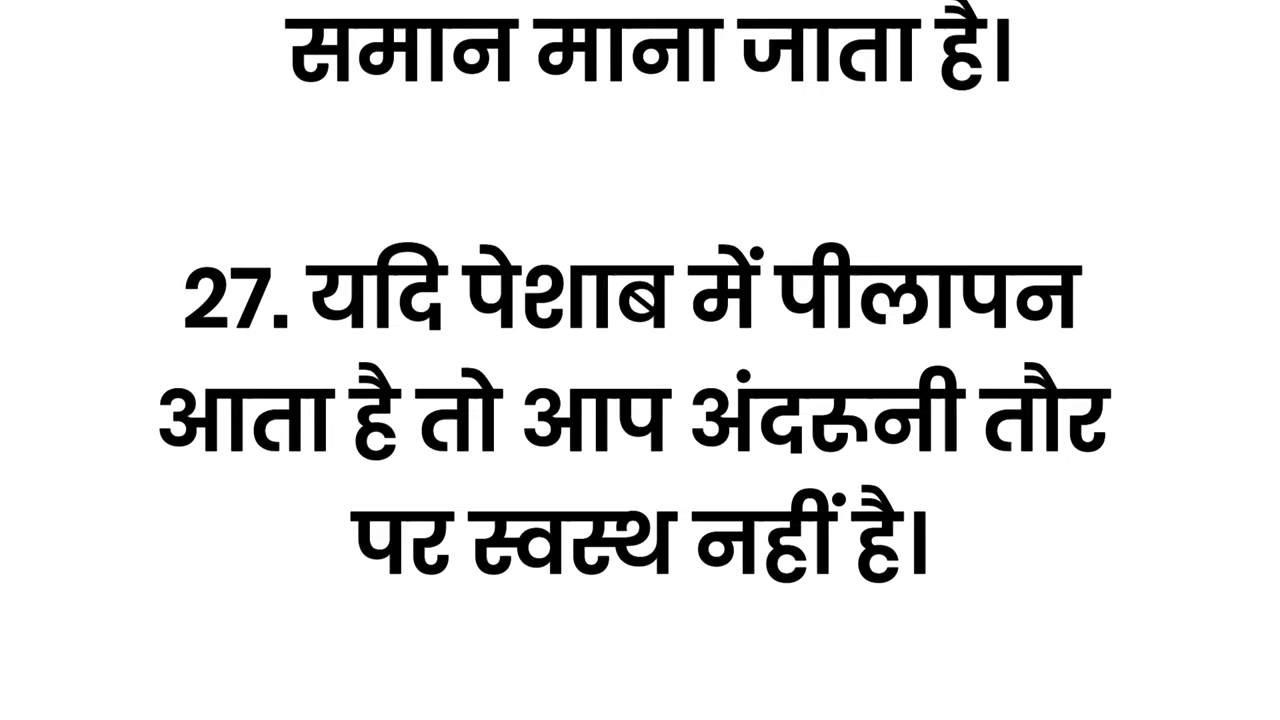 समान माना जाता है।
27. यदि पेशाब में पीलापन
आता है तो आप अंदरूनी तौर
पर स्वस्थ नहीं है।